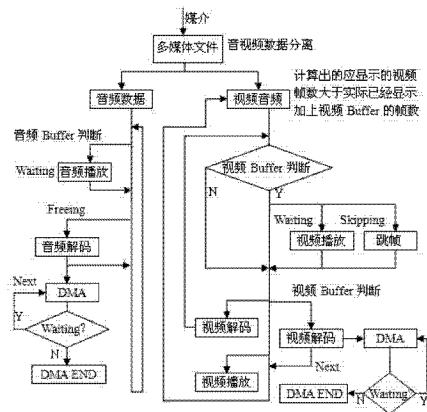 媒介
多媒体文件
音视频数据分离
音频数据
视频音频
计算出的应显示的视频
帧数大于实际已经显示
加上视频 Buffer 的帧数
音频 Buffer 判断
Waiting
音频播放
视频 Buffer 判断
N
Y
Freeing
Waiting
Skipping
视频播放
跳帧
音频解码
Next
DMA
视频 Buffer 判断
Y
Waiting?
视频解码
视频解码
DMA
N
Next
DMA END
视频播放
DMA END
N
Waiting
Y